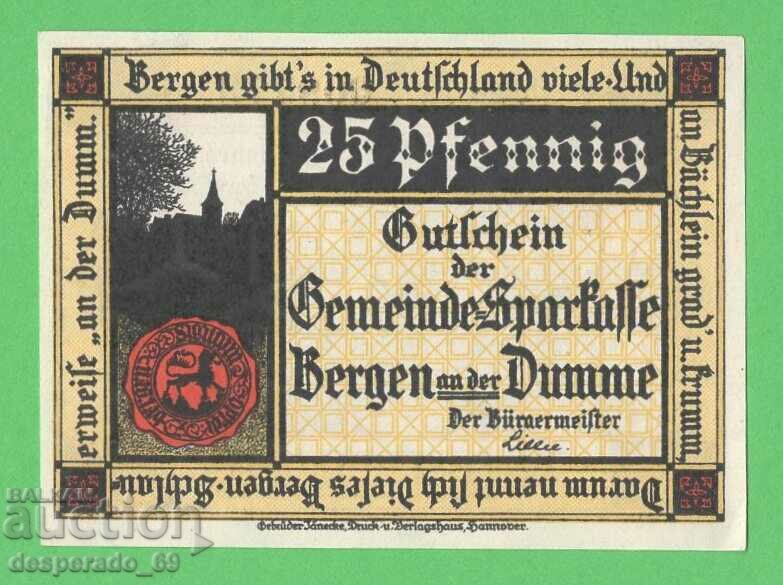 Bergen gibt's in Deutschland viele. Und
an Bächlein grad' u. krumm,
Darum nennt sich dieses Bergen. Schlau-
erweise „an der Dumm."
25 Pfennig
Gutschein
der
Gemeinde=Sparkasse
Bergen an der Dumme
Der Bürgermeister
Gebrüder Jänecke, Druck- u. Verlagshaus, Hannover.
BALKAN
auction
desperado_69